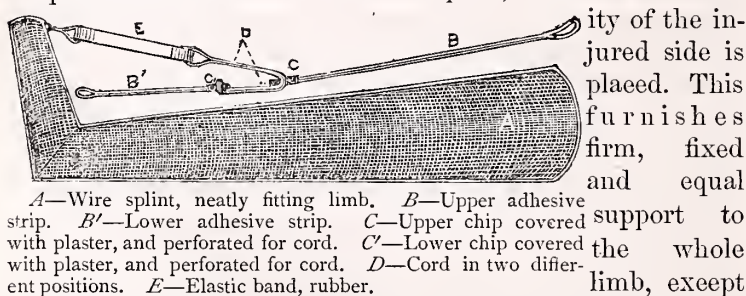 E
D
B
C
B'
C'
A
ity of the in-
jured side is
placed. This
furnishes
firm, fixed
and equal
support to
the whole
limb, except
A—Wire splint, neatly fitting limb. B—Upper adhesive
strip. B'—Lower adhesive strip. C—Upper chip covered
with plaster, and perforated for cord. C'—Lower chip covered
with plaster, and perforated for cord. D—Cord in two differ-
ent positions. E—Elastic band, rubber.